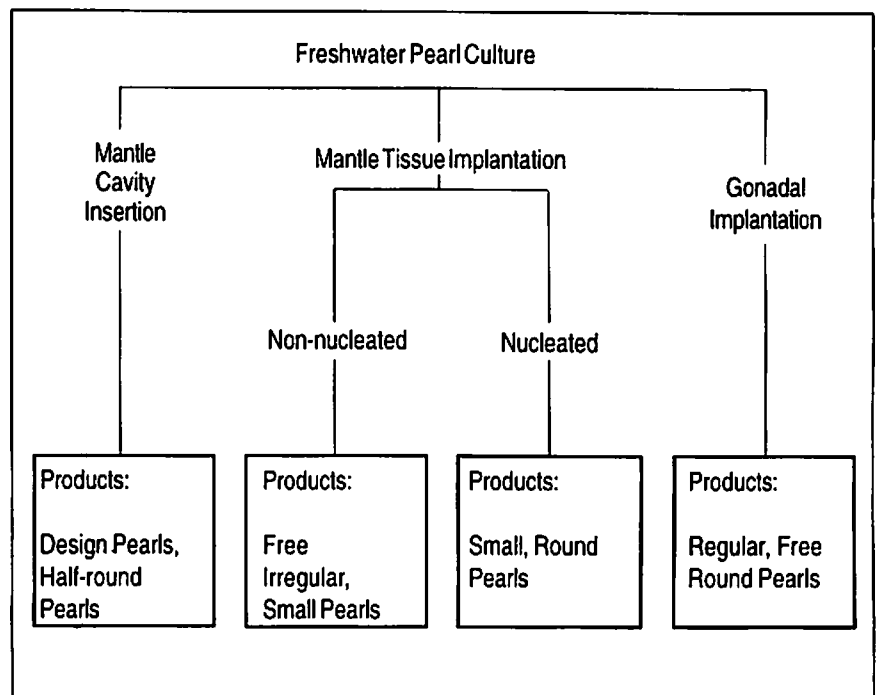 Freshwater Pearl Culture
Mantle
Cavity
Insertion
Mantle Tissue Implantation
Gonadal
Implantation
Non-nucleated
Nucleated
Products:
Design Pearls,
Half-round
Pearls
Products:
Free
Irregular,
Small Pearls
Products:
Small, Round
Pearls
Products:
Regular, Free
Round Pearls